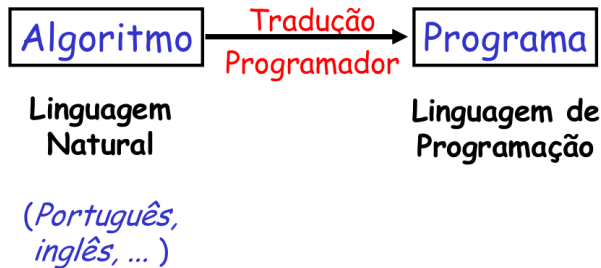 Algoritmo
Tradução
Programador
Programa
Linguagem
Natural
Linguagem de
Programação
(Português,
inglês, ... )